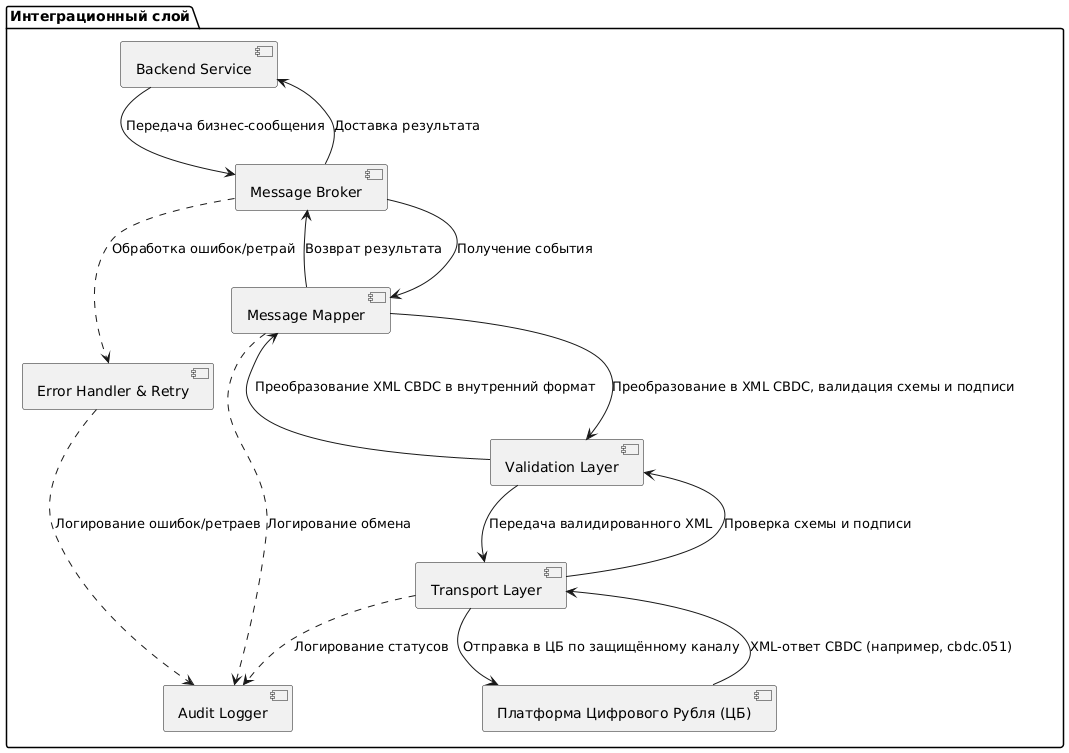 Интеграционный слой
Backend Service
Передача бизнес-сообщения
Доставка результата
Message Broker
Обработка ошибок/ретрай
Возврат результата
Получение события
Message Mapper
Error Handler & Retry
Преобразование XML CBDC в внутренний формат
Преобразование в XML CBDC, валидация схемы и подписи
Validation Layer
Логирование ошибок/ретраев
Логирование обмена
Передача валидированного XML
Проверка схемы и подписи
Transport Layer
Логирование статусов
Отправка в ЦБ по защищённому каналу
XML-ответ CBDC (например, cbdc.051)
Audit Logger
Платформа Цифрового Рубля (ЦБ)